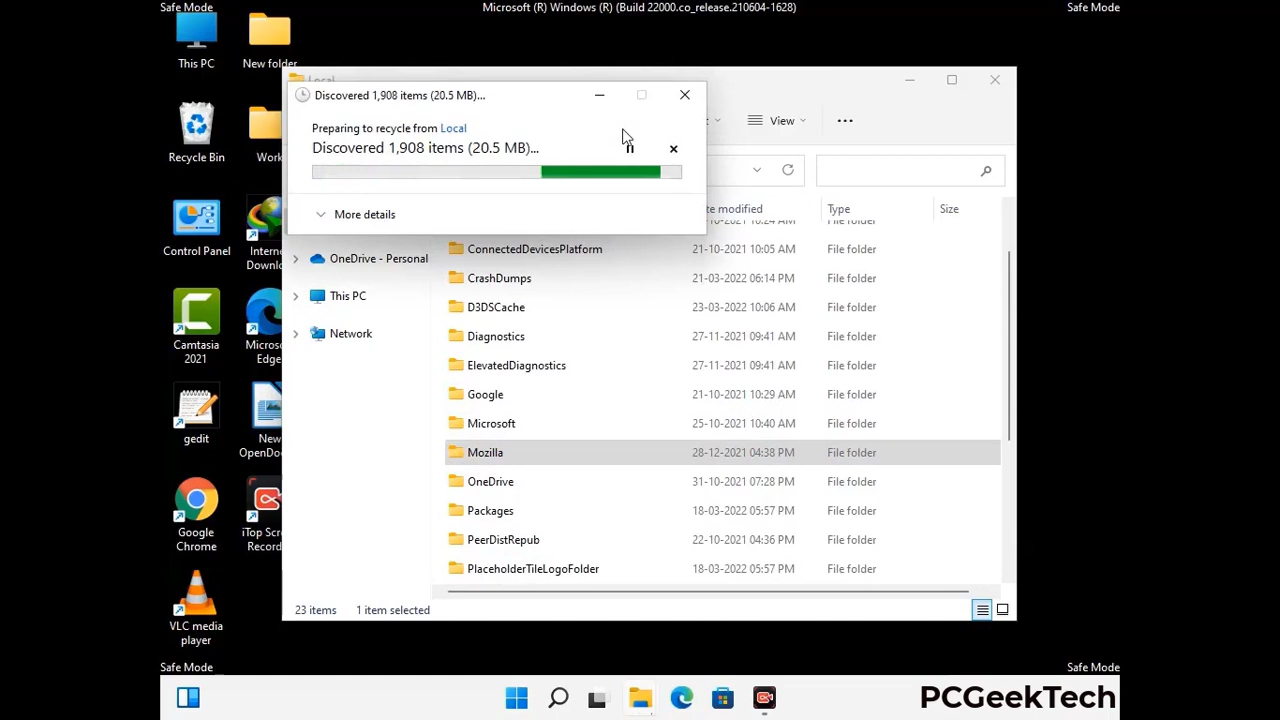 Safe Mode
Microsoft (R) Windows (R) (Build 22000.co_release.210604-1628)
Safe Mode
This PC
New folder
Recycle Bin
Work
Control Panel
Intern
Downlo
Camtasia
2021
Micros
Edge
gedit
New
OpenDo
Google
Chrome
iTop Scr
Record
VLC media
player
Local
Discovered 1,908 items (20.5 MB)...
Preparing to recycle from Local
Discovered 1,908 items (20.5 MB)...
More details
View
te modified
Type
Size
File folder
OneDrive - Personal
This PC
Network
ConnectedDevicesPlatform 21-10-2021 10:05 AM File folder
CrashDumps 21-03-2022 06:14 PM File folder
D3DSCache 23-03-2022 10:06 AM File folder
Diagnostics 27-11-2021 09:41 AM File folder
ElevatedDiagnostics 27-11-2021 09:41 AM File folder
Google 21-10-2021 10:29 AM File folder
Microsoft 25-10-2021 10:40 AM File folder
Mozilla 28-12-2021 04:38 PM File folder
OneDrive 31-10-2021 07:28 PM File folder
Packages 18-03-2022 05:57 PM File folder
PeerDistRepub 22-10-2021 04:36 PM File folder
PlaceholderTileLogoFolder 18-03-2022 05:57 PM File folder
23 items
1 item selected
Safe Mode
Safe Mode
PCGeekTech